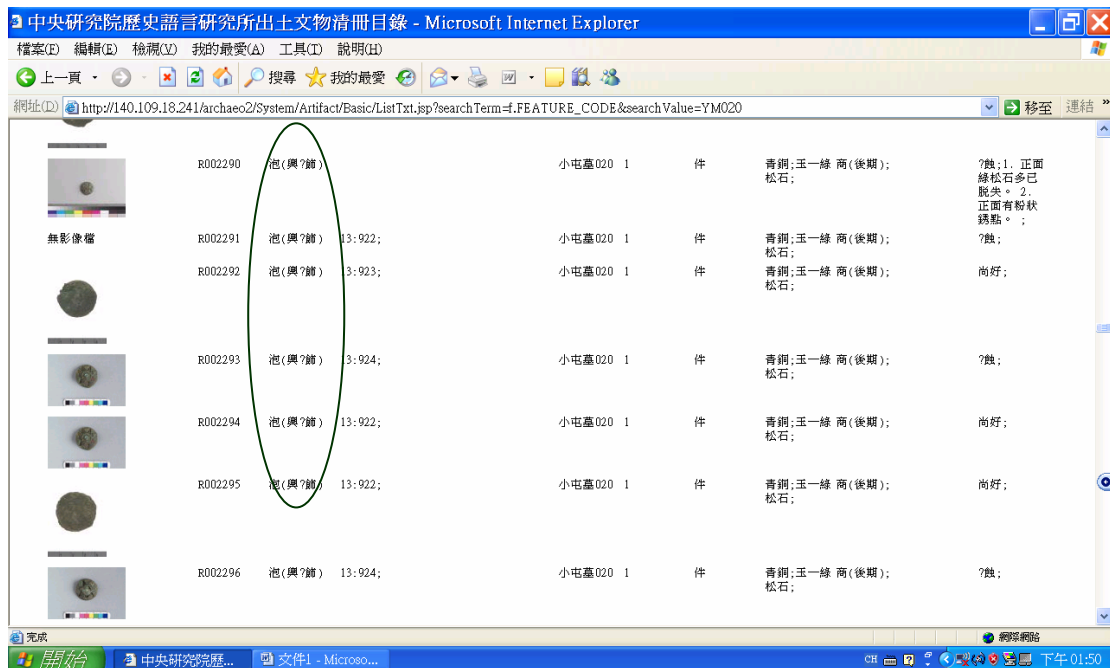 中央研究院歷史語言研究所出土文物清冊目錄 - Microsoft Internet Explorer
檔案(F) 編輯(E) 檢視(V) 我的最愛(A) 工具(T) 說明(H)
上一頁 搜尋 我的最愛
網址(D) http://140.109.18.241/archaeo2/System/Artifact/Basic/ListTxt.jsp?searchTerm=f.FEATURE_CODE&searchValue=YM020 移至 連結 »
R002290 泡(輿?飾) 小屯墓020 1 件 青銅;玉一綠 商(後期); ?蝕;1. 正面
松石; 綠松石多已
脫失。 2.
正面有粉狀
銹點。 ;
無影像檔 R002291 泡(輿?飾) 13:922; 小屯墓020 1 件 青銅;玉一綠 商(後期); ?蝕;
松石;
R002292 泡(輿?飾) 13:923; 小屯墓020 1 件 青銅;玉一綠 商(後期); 尚好;
松石;
R002293 泡(輿?飾) 13:924; 小屯墓020 1 件 青銅;玉一綠 商(後期); ?蝕;
松石;
R002294 泡(輿?飾) 13:922; 小屯墓020 1 件 青銅;玉一綠 商(後期); 尚好;
松石;
R002295 泡(輿?飾) 13:922; 小屯墓020 1 件 青銅;玉一綠 商(後期); 尚好;
松石;
R002296 泡(輿?飾) 13:924; 小屯墓020 1 件 青銅;玉一綠 商(後期); ?蝕;
松石;
完成 網際網路
開始 中央研究院歷... 文件1 - Microso... CH 下午 01:50